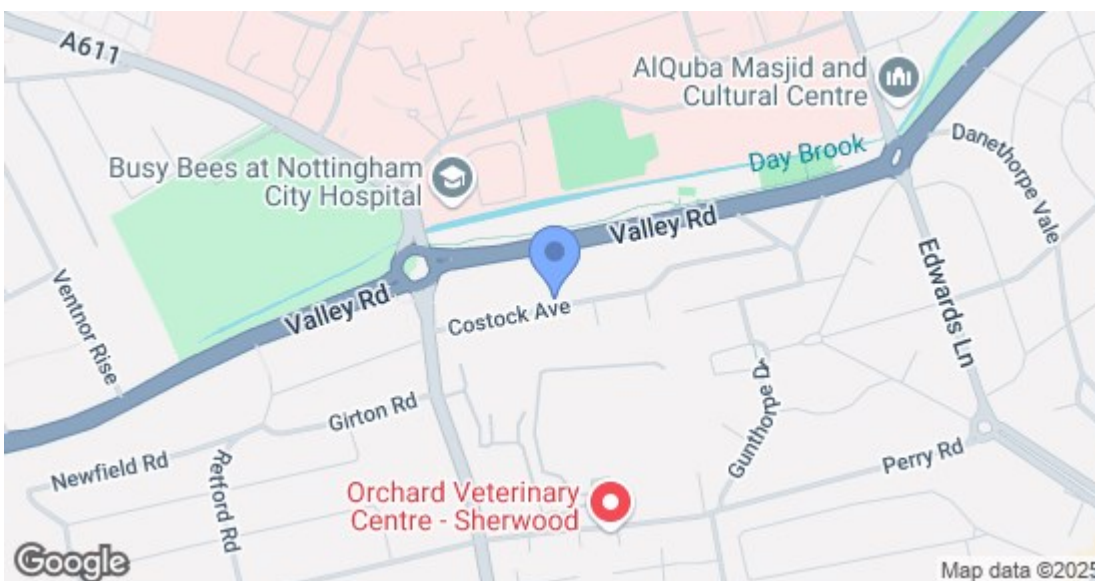 A611
AlQuba Masjid and
Cultural Centre
Day Brook
Danethorpe Vale
Busy Bees at Nottingham
City Hospital
Valley Rd
Edwards Ln
Ventnor Rise
Valley Rd
Costock Ave
Girton Rd
Gunthorpe Dr
Newfield Rd
Retford Rd
Perry Rd
Orchard Veterinary
Centre - Sherwood
Google
Map data ©2025